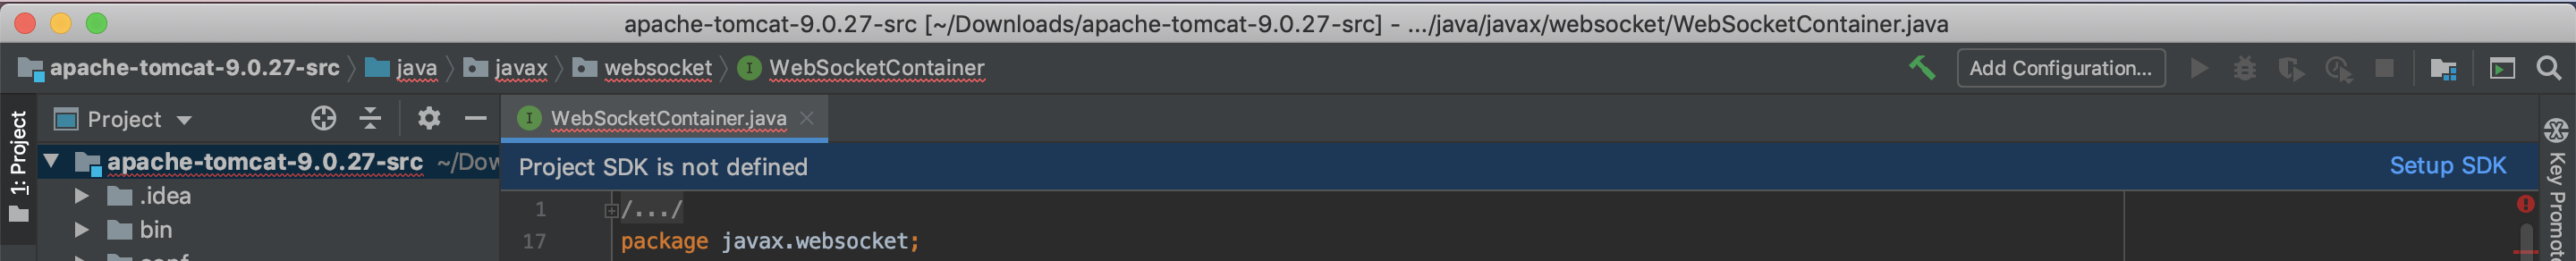 apache-tomcat-9.0.27-src [~/Downloads/apache-tomcat-9.0.27-src] - .../java/javax/websocket/WebSocketContainer.java
apache-tomcat-9.0.27-src java javax websocket I WebSocketContainer Add Configuration...
1: Project
Project
I WebSocketContainer.java
apache-tomcat-9.0.27-src ~/Dow
Project SDK is not defined Setup SDK
.idea
bin
conf
1 /.../
17 package javax.websocket;
Key Promote